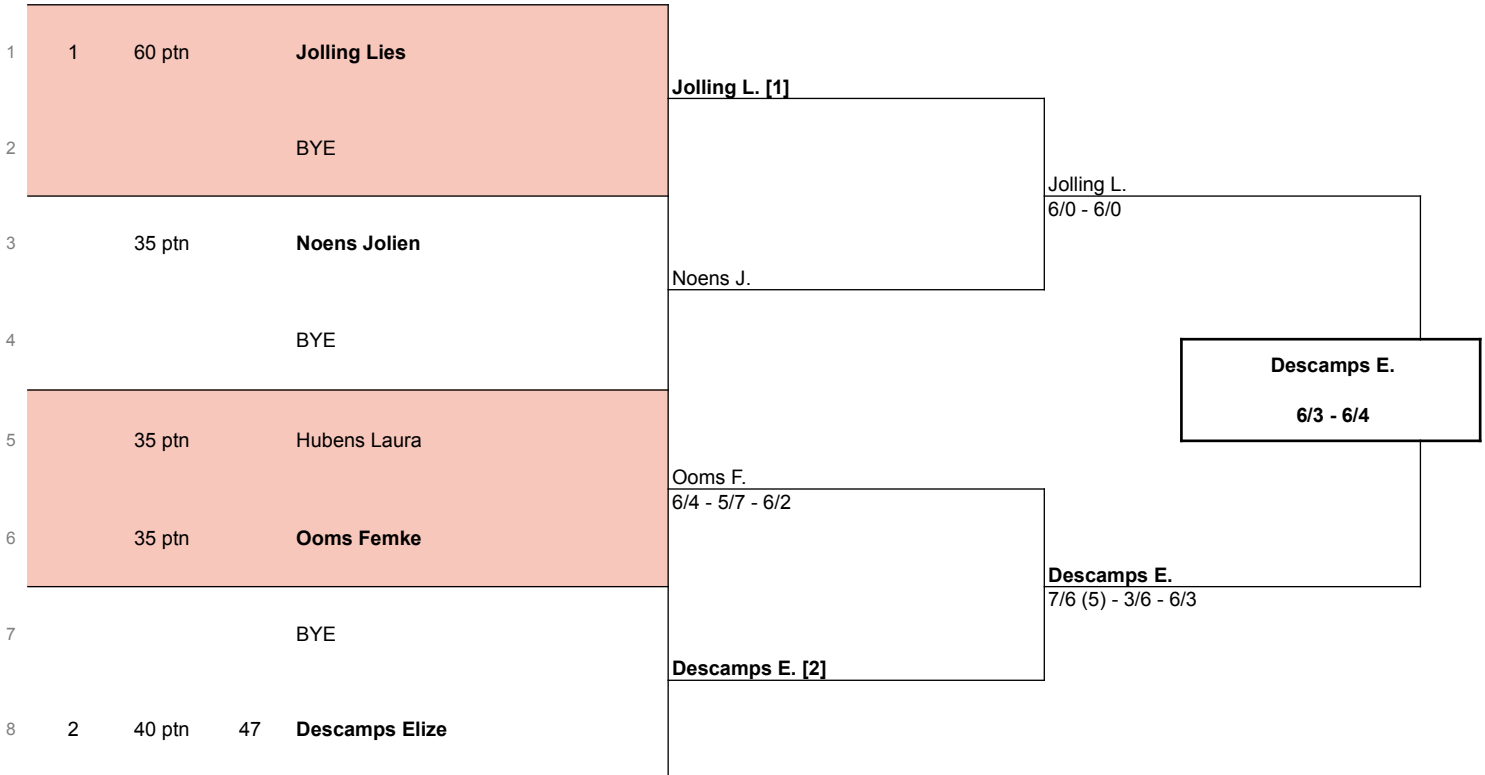 1 1 60 ptn Jolling Lies
Jolling L. [1]
2 BYE
Jolling L.
6/0 - 6/0
3 35 ptn Noens Jolien
Noens J.
4 BYE
Descamps E.
6/3 - 6/4
5 35 ptn Hubens Laura
Ooms F.
6/4 - 5/7 - 6/2
6 35 ptn Ooms Femke
Descamps E.
7/6 (5) - 3/6 - 6/3
7 BYE
Descamps E. [2]
8 2 40 ptn 47 Descamps Elize